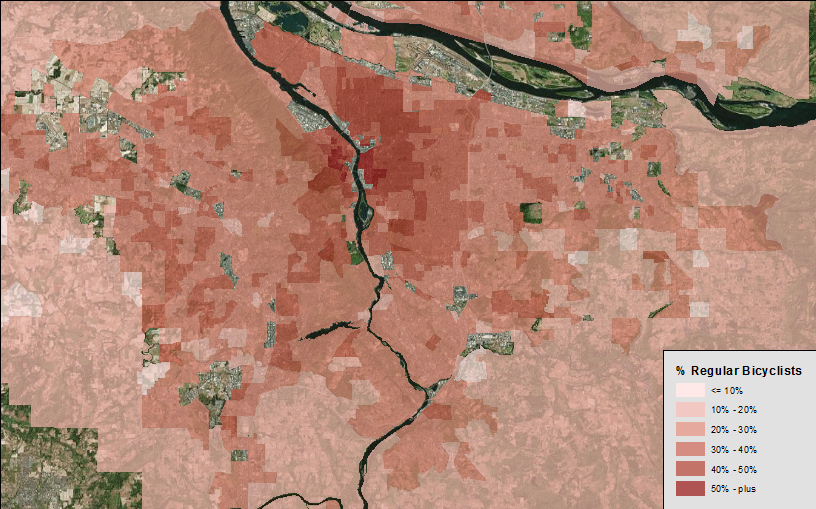 % Regular Bicyclists
<= 10%
10% - 20%
20% - 30%
30% - 40%
40% - 50%
50% - plus